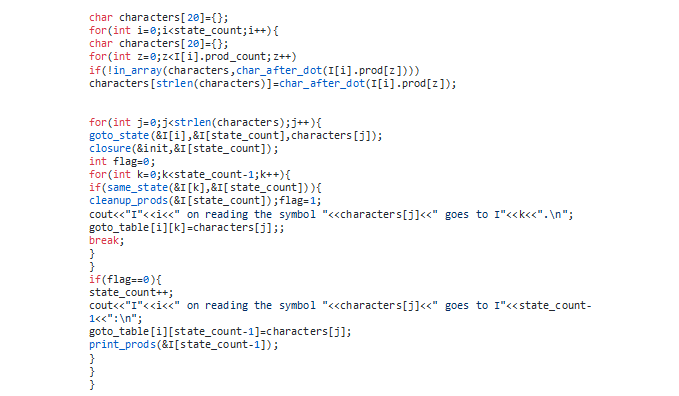 char characters[20]={};
for(int i=0;i<state_count;i++){
char characters[20]={};
for(int z=0;z<I[i].prod_count;z++)
if(!in_array(characters,char_after_dot(I[i].prod[z])))
characters[strlen(characters)]=char_after_dot(I[i].prod[z]);
for(int j=0;j<strlen(characters);j++){
goto_state(&I[i],&I[state_count],characters[j]);
closure(&init,&I[state_count]);
int flag=0;
for(int k=0;k<state_count-1;k++){
if(same_state(&I[k],&I[state_count])){
cleanup_prods(&I[state_count]);flag=1;
cout<<"I"<<i<<" on reading the symbol "<<characters[j]<<" goes to I"<<k<<".\n";
goto_table[i][k]=characters[j];;
break;
}
}
if(flag==0){
state_count++;
cout<<"I"<<i<<" on reading the symbol "<<characters[j]<<" goes to I"<<state_count-
1<<":\n";
goto_table[i][state_count-1]=characters[j];
print_prods(&I[state_count-1]);
}
}
}